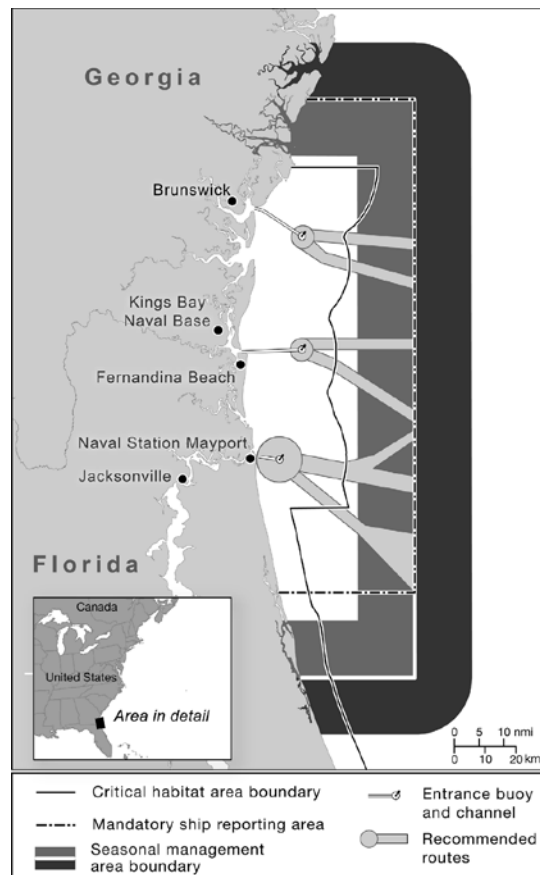 Georgia
Brunswick
Kings Bay
Naval Base
Fernandina Beach
Naval Station Mayport
Jacksonville
Florida
Canada
United States
Area in detail
0 5 10 nmi
0 10 20 km
Critical habitat area boundary
Mandatory ship reporting area
Seasonal management
area boundary
Entrance buoy
and channel
Recommended
routes